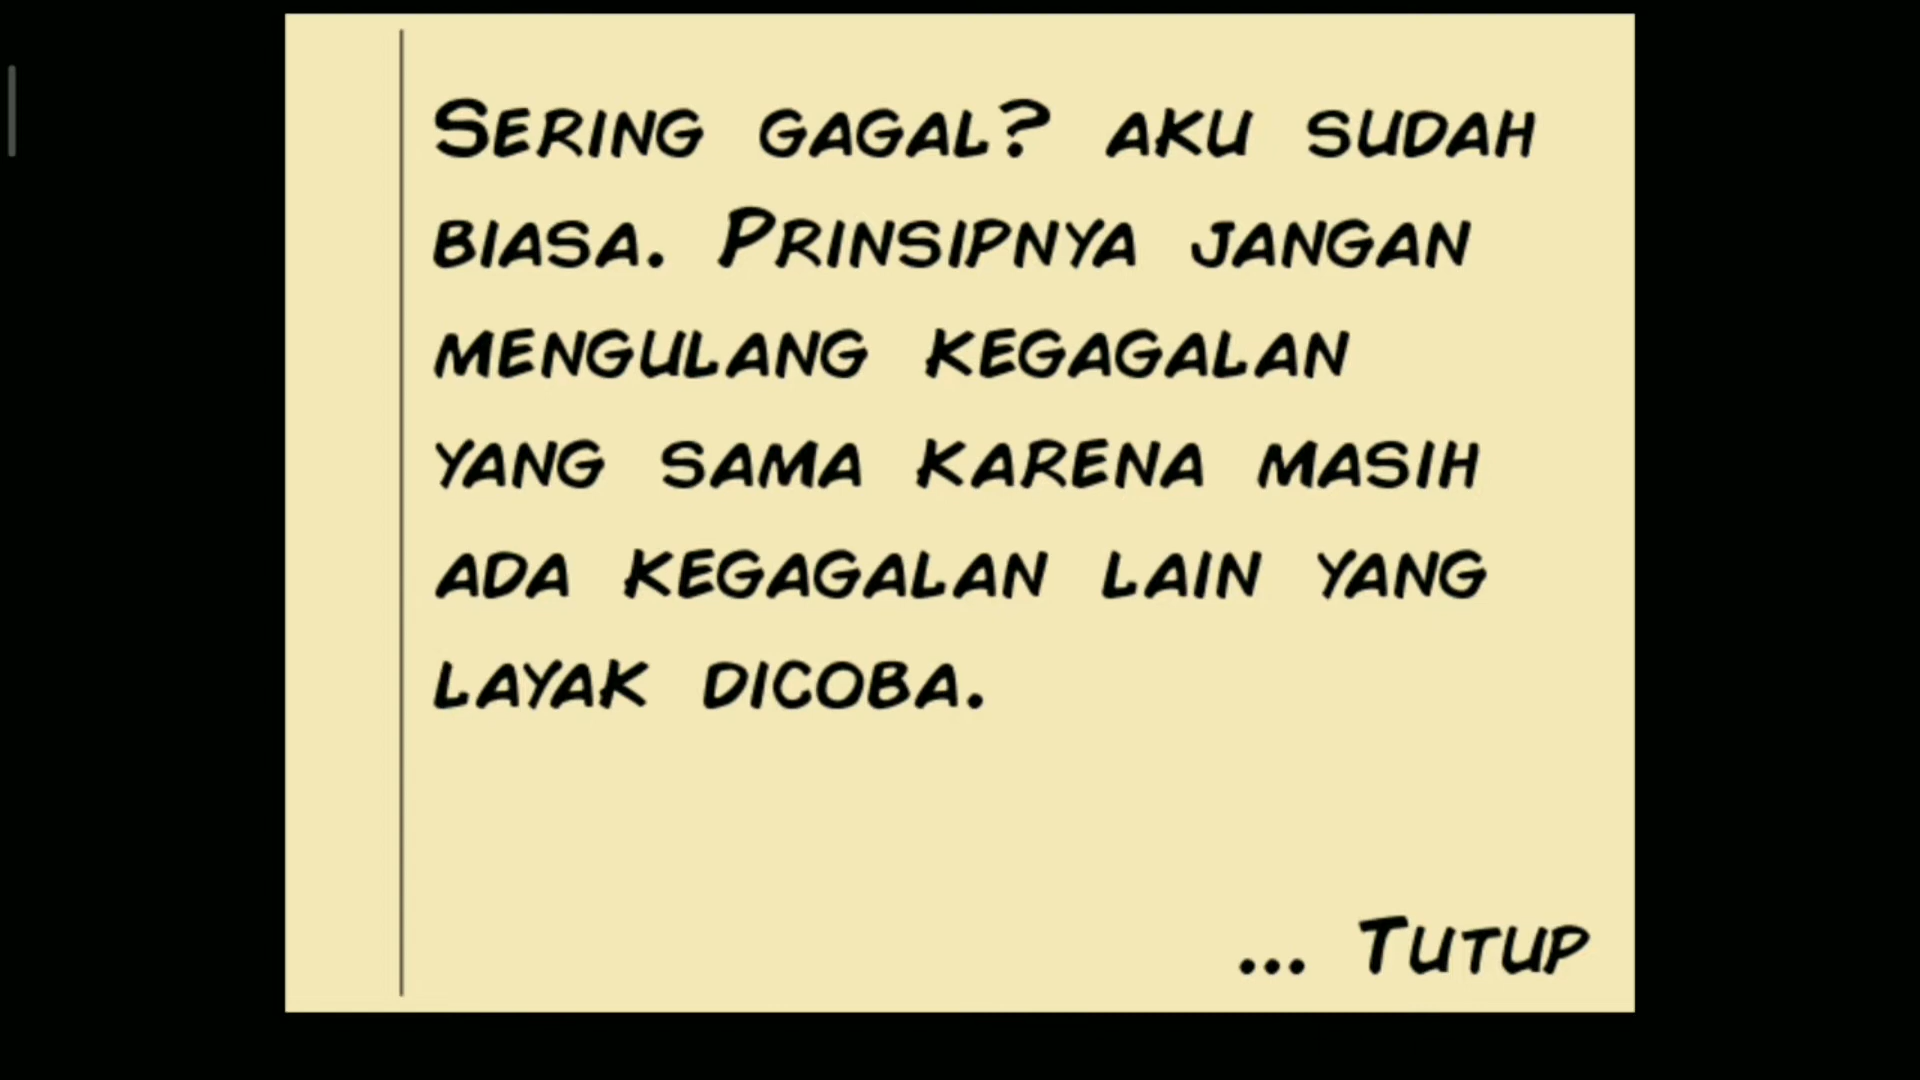 Sering gagal? aku sudah
biasa. Prinsipnya jangan
mengulang kegagalan
yang sama karena masih
ada kegagalan lain yang
layak dicoba.
... Tutup